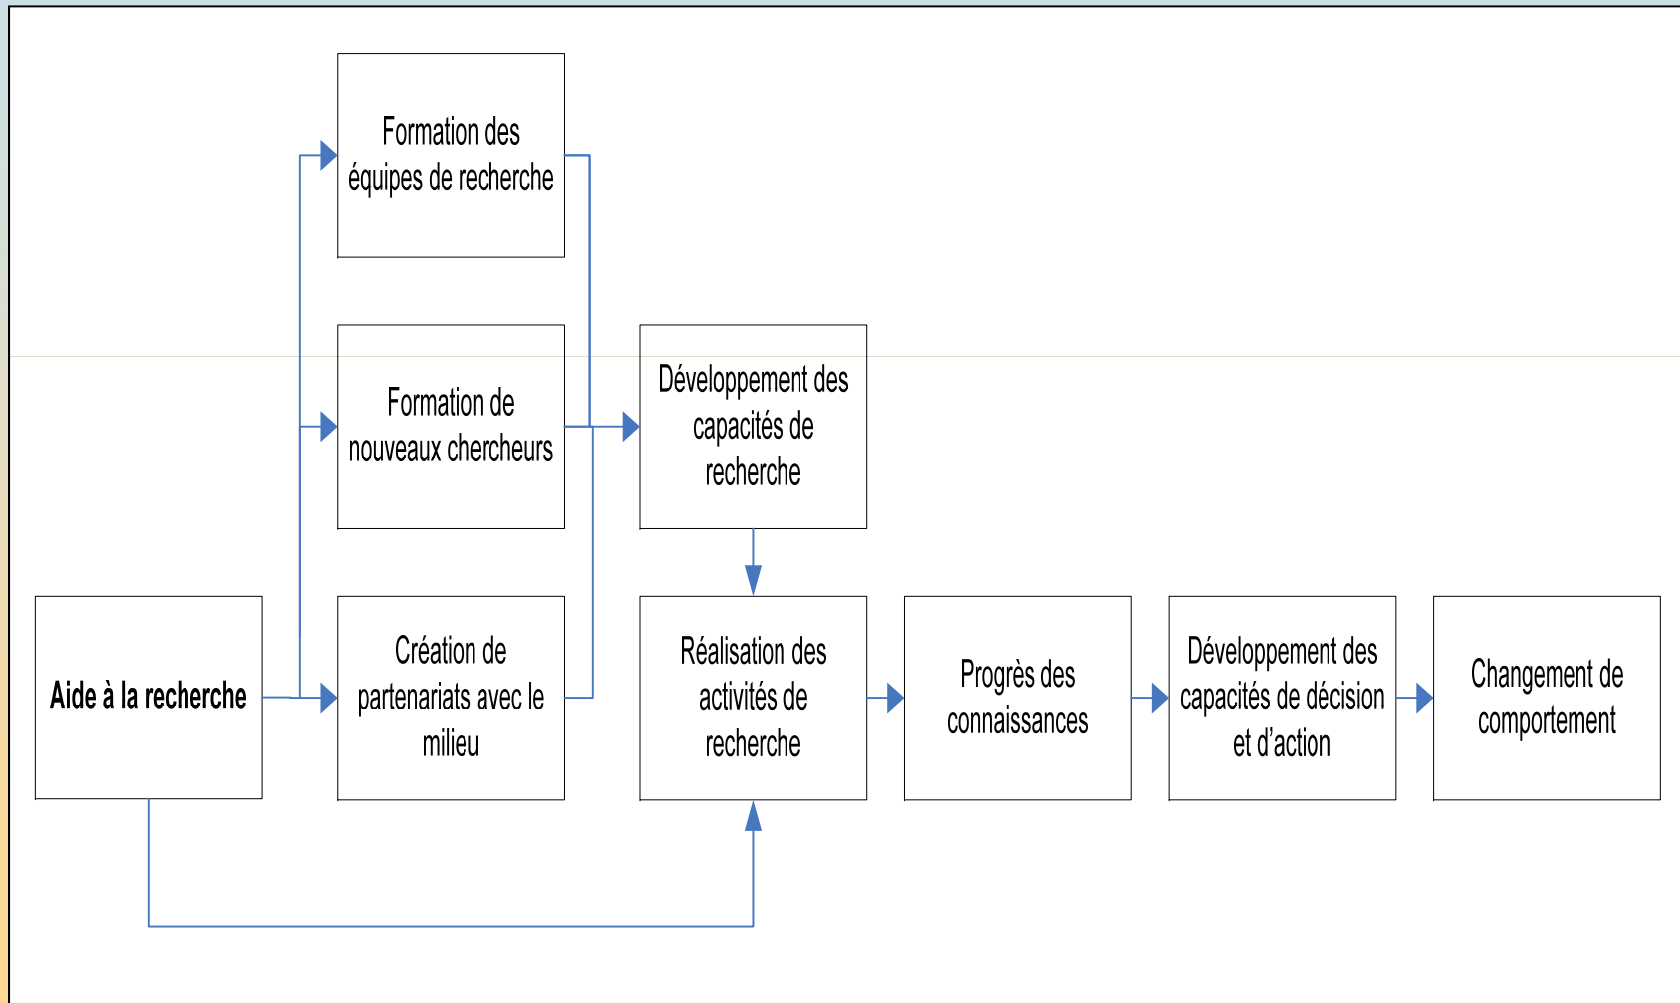 Formation des
équipes de recherche
Formation de
nouveaux chercheurs
Développement des
capacités de
recherche
Aide à la recherche
Création de
partenariats avec le
milieu
Réalisation des
activités de
recherche
Progrès des
connaissances
Développement des
capacités de décision
et d’action
Changement de
comportement